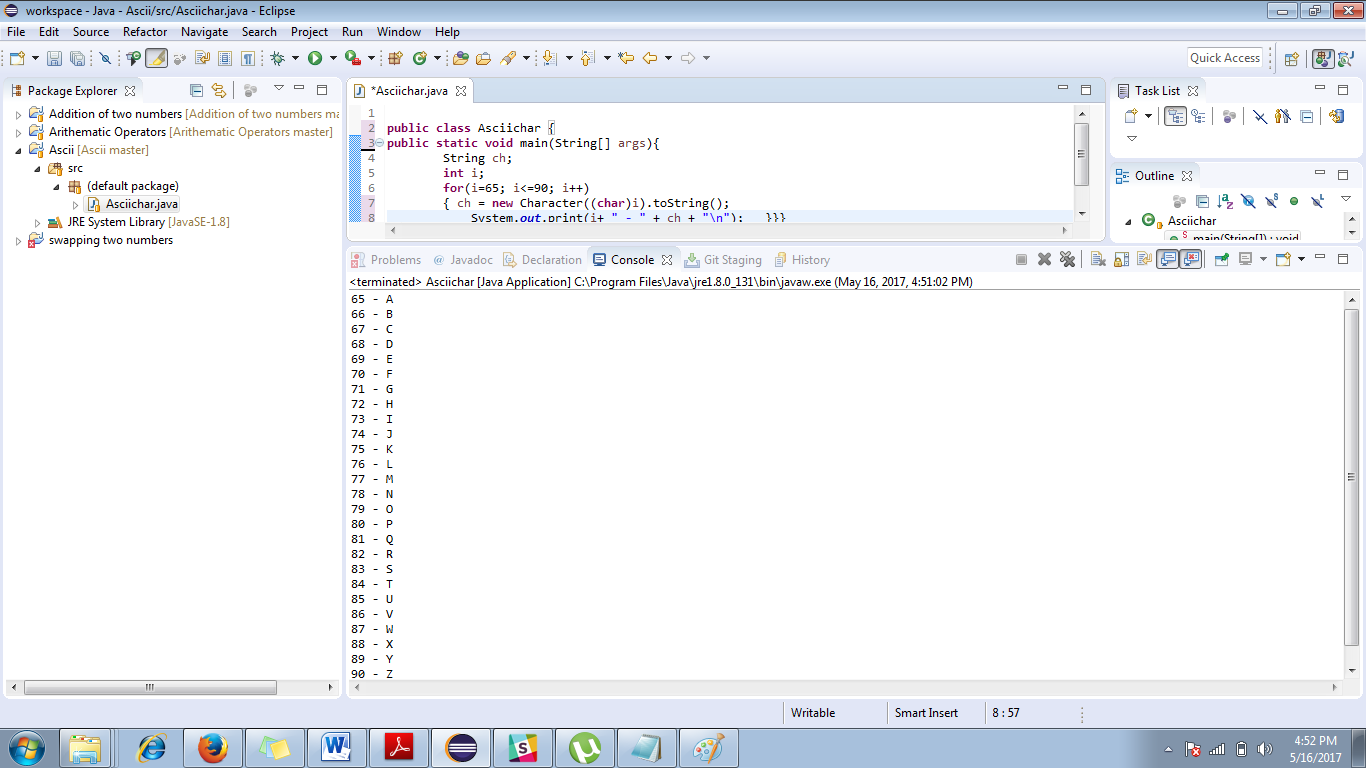 workspace - Java - Ascii/src/Asciichar.java - Eclipse
File Edit Source Refactor Navigate Search Project Run Window Help
Quick Access
Package Explorer
Addition of two numbers [Addition of two numbers ma
Arithematic Operators [Arithematic Operators master]
Ascii [Ascii master]
src
(default package)
Asciichar.java
JRE System Library [JavaSE-1.8]
swapping two numbers
*Asciichar.java
1
2 public class Asciichar {
3 public static void main(String[] args){
4 String ch;
5 int i;
6 for(i=65; i<=90; i++)
7 { ch = new Character((char)i).toString();
8 System.out.print(i+ " - " + ch + "\n"); }}}
Task List
Outline
Asciichar
main(String[]) : void
Problems Javadoc Declaration Console Git Staging History
<terminated> Asciichar [Java Application] C:\Program Files\Java\jre1.8.0_131\bin\javaw.exe (May 16, 2017, 4:51:02 PM)
65 - A
66 - B
67 - C
68 - D
69 - E
70 - F
71 - G
72 - H
73 - I
74 - J
75 - K
76 - L
77 - M
78 - N
79 - O
80 - P
81 - Q
82 - R
83 - S
84 - T
85 - U
86 - V
87 - W
88 - X
89 - Y
90 - Z
Writable Smart Insert 8 : 57
4:52 PM
5/16/2017